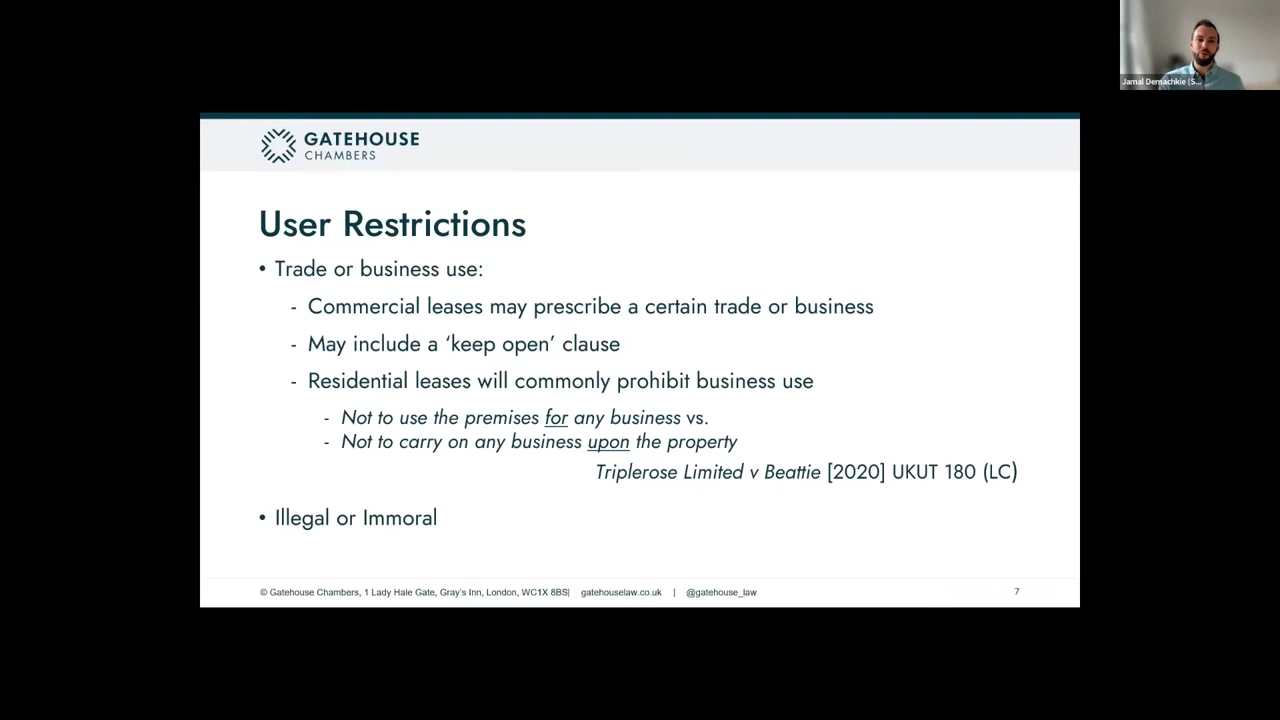 Jamal Demachkie (S...
GATEHOUSE
CHAMBERS
User Restrictions
• Trade or business use:
- Commercial leases may prescribe a certain trade or business
- May include a ‘keep open’ clause
- Residential leases will commonly prohibit business use
- Not to use the premises for any business vs.
- Not to carry on any business upon the property
Triplerose Limited v Beattie [2020] UKUT 180 (LC)
• Illegal or Immoral
© Gatehouse Chambers, 1 Lady Hale Gate, Gray's Inn, London, WC1X 8BS| gatehouselaw.co.uk | @gatehouse_law 7